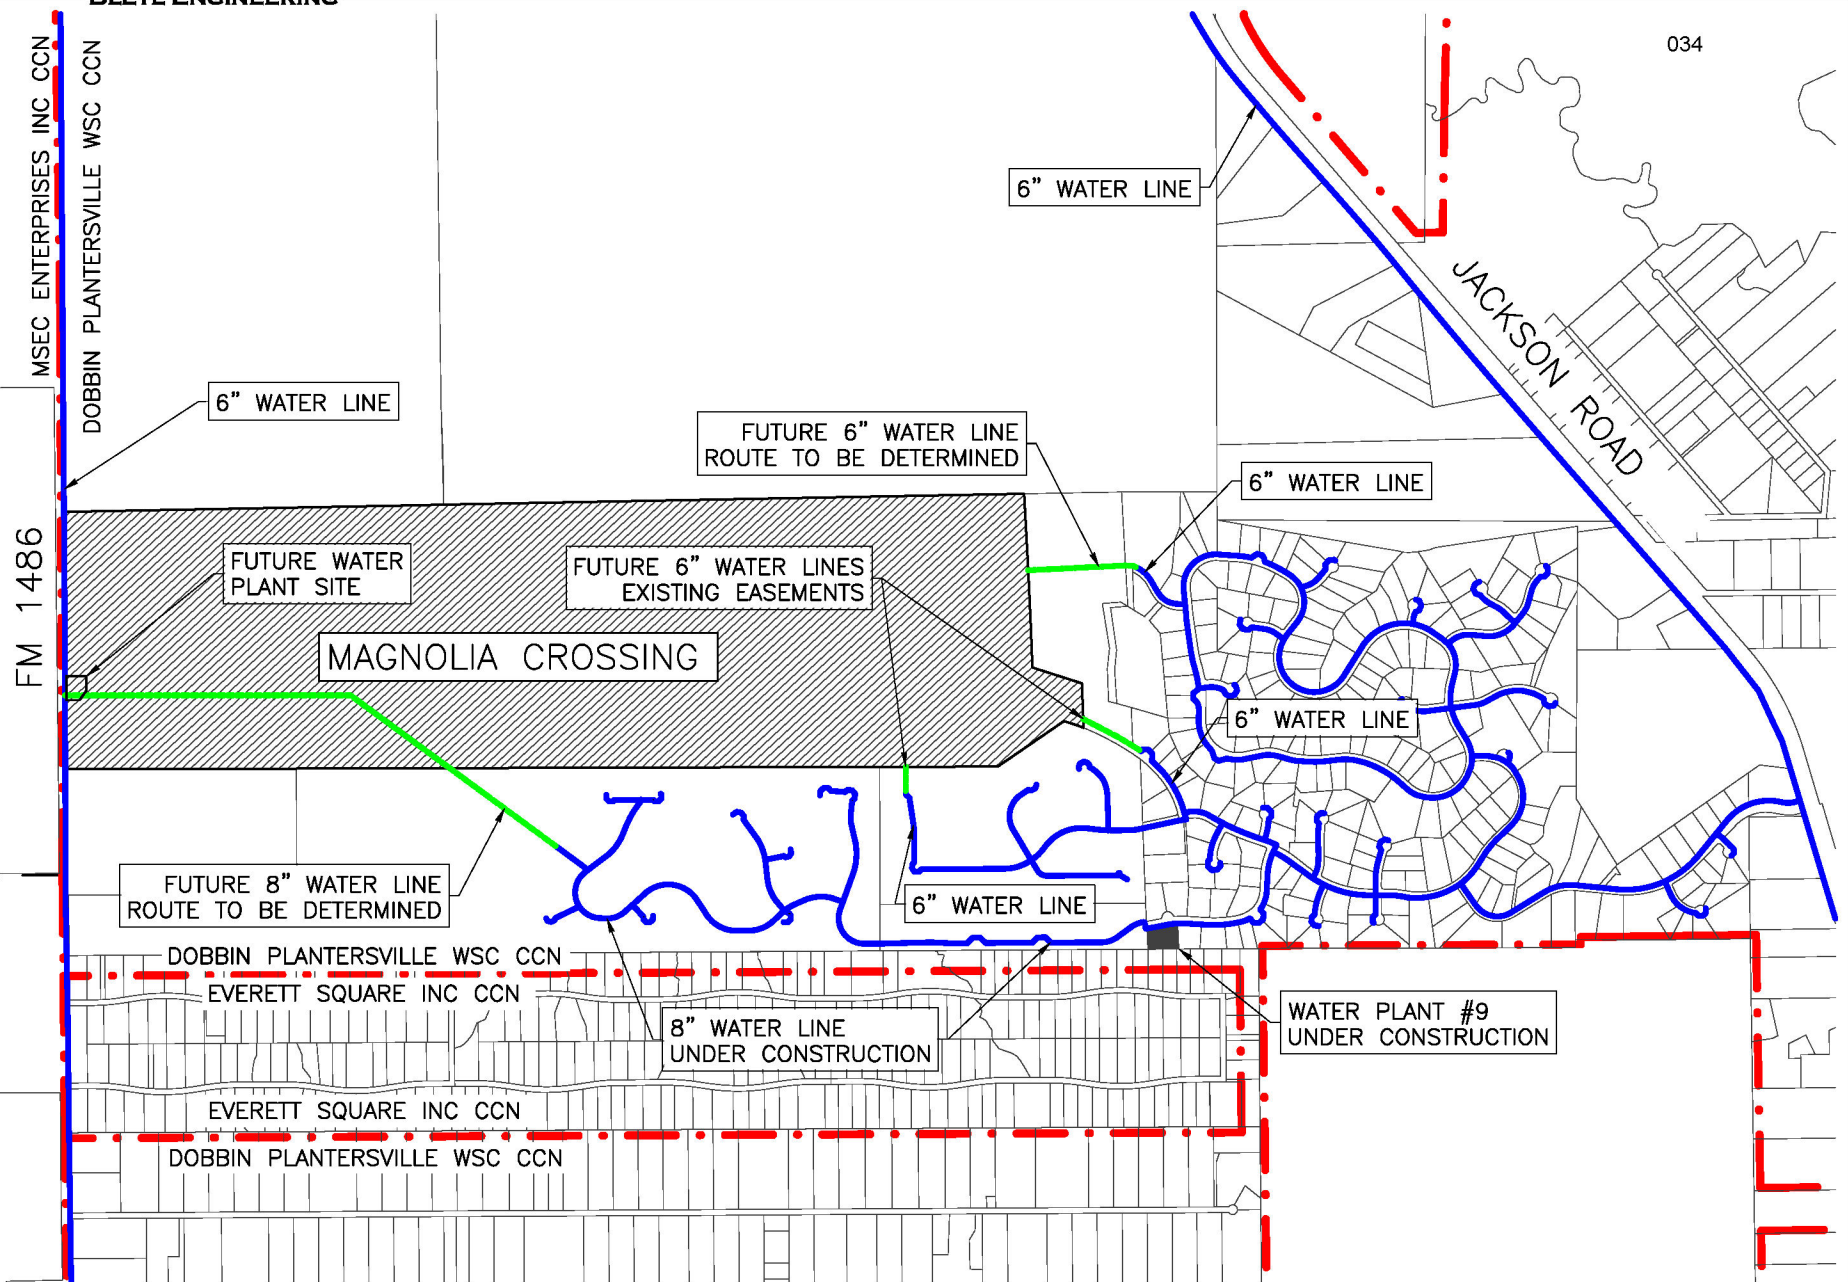 034
MSEC ENTERPRISES INC CCN
DOBBIN PLANTERSVILLE WSC CCN
6” WATER LINE
JACKSON ROAD
6” WATER LINE
FUTURE 6” WATER LINE
ROUTE TO BE DETERMINED
6” WATER LINE
FM 1486
FUTURE WATER
PLANT SITE
FUTURE 6” WATER LINES
EXISTING EASEMENTS
MAGNOLIA CROSSING
6” WATER LINE
FUTURE 8” WATER LINE
ROUTE TO BE DETERMINED
6” WATER LINE
DOBBIN PLANTERSVILLE WSC CCN
EVERETT SQUARE INC CCN
8” WATER LINE
UNDER CONSTRUCTION
WATER PLANT #9
UNDER CONSTRUCTION
EVERETT SQUARE INC CCN
DOBBIN PLANTERSVILLE WSC CCN